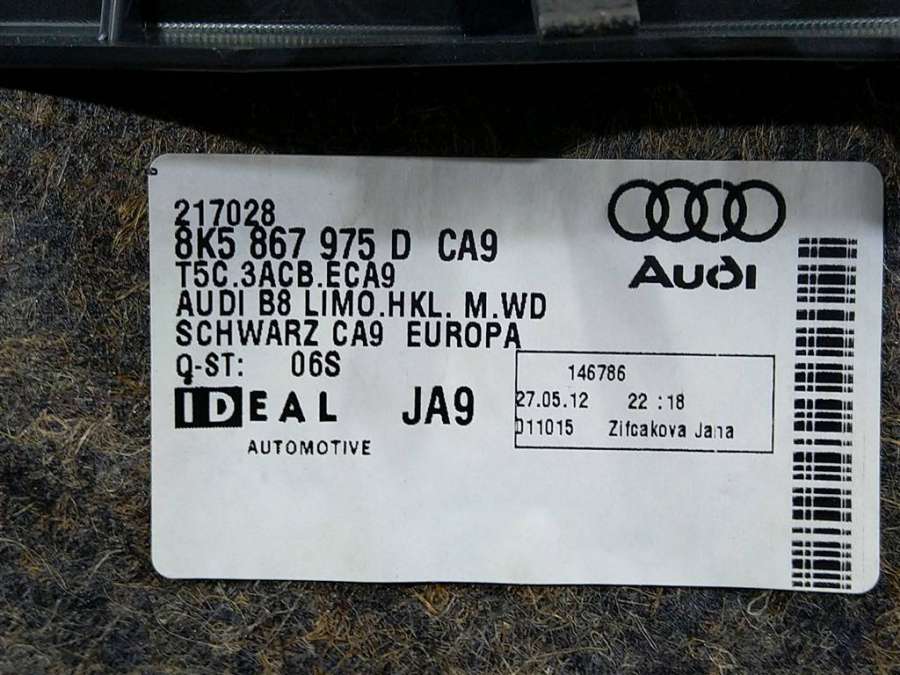 217028
8K5 867 975 D CA9
T5C.3ACB.ECA9
AUDI B8 LIMO.HKL. M.WD
SCHWARZ CA9 EUROPA
Q-ST: 06S
IDEAL JA9
AUTOMOTIVE
Audi
146786
27.05.12 22:18
D11015 Zifcakova Jana